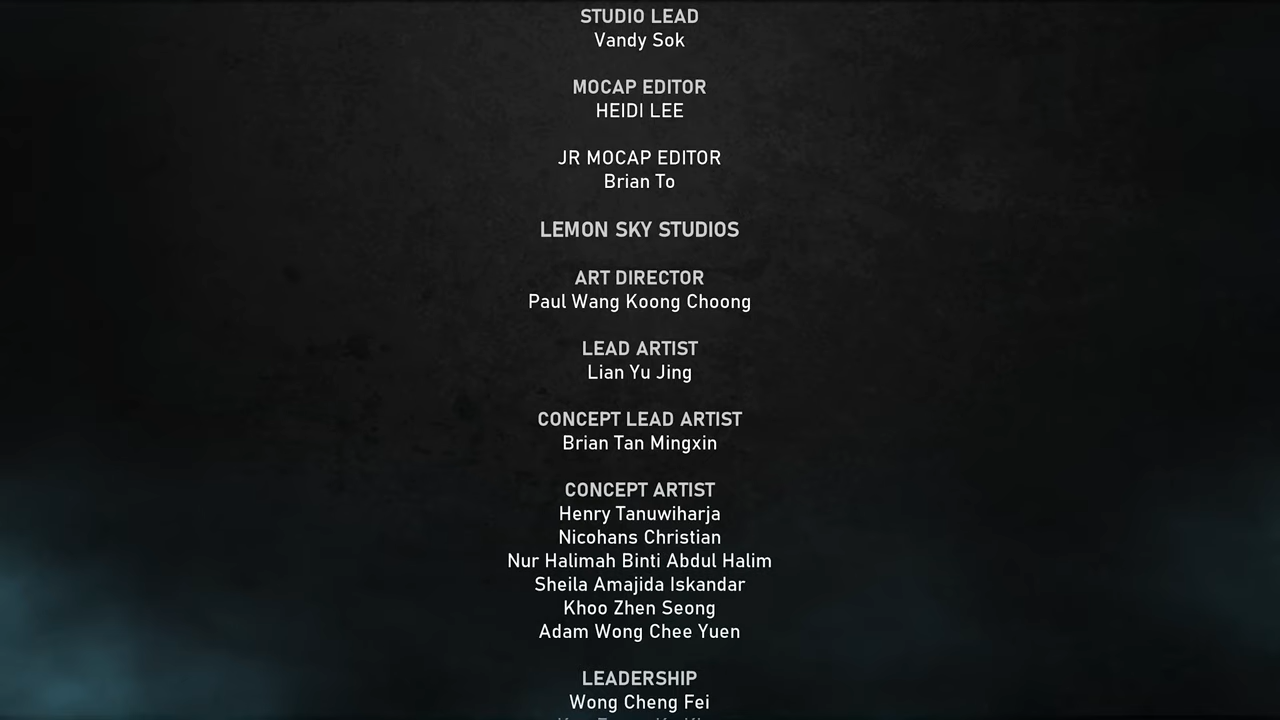 STUDIO LEAD
Vandy Sok
MOCAP EDITOR
HEIDI LEE
JR MOCAP EDITOR
Brian To
LEMON SKY STUDIOS
ART DIRECTOR
Paul Wang Koong Choong
LEAD ARTIST
Lian Yu Jing
CONCEPT LEAD ARTIST
Brian Tan Mingxin
CONCEPT ARTIST
Henry Tanuwiharja
Nicohans Christian
Nur Halimah Binti Abdul Halim
Sheila Amajida Iskandar
Khoo Zhen Seong
Adam Wong Chee Yuen
LEADERSHIP
Wong Cheng Fei